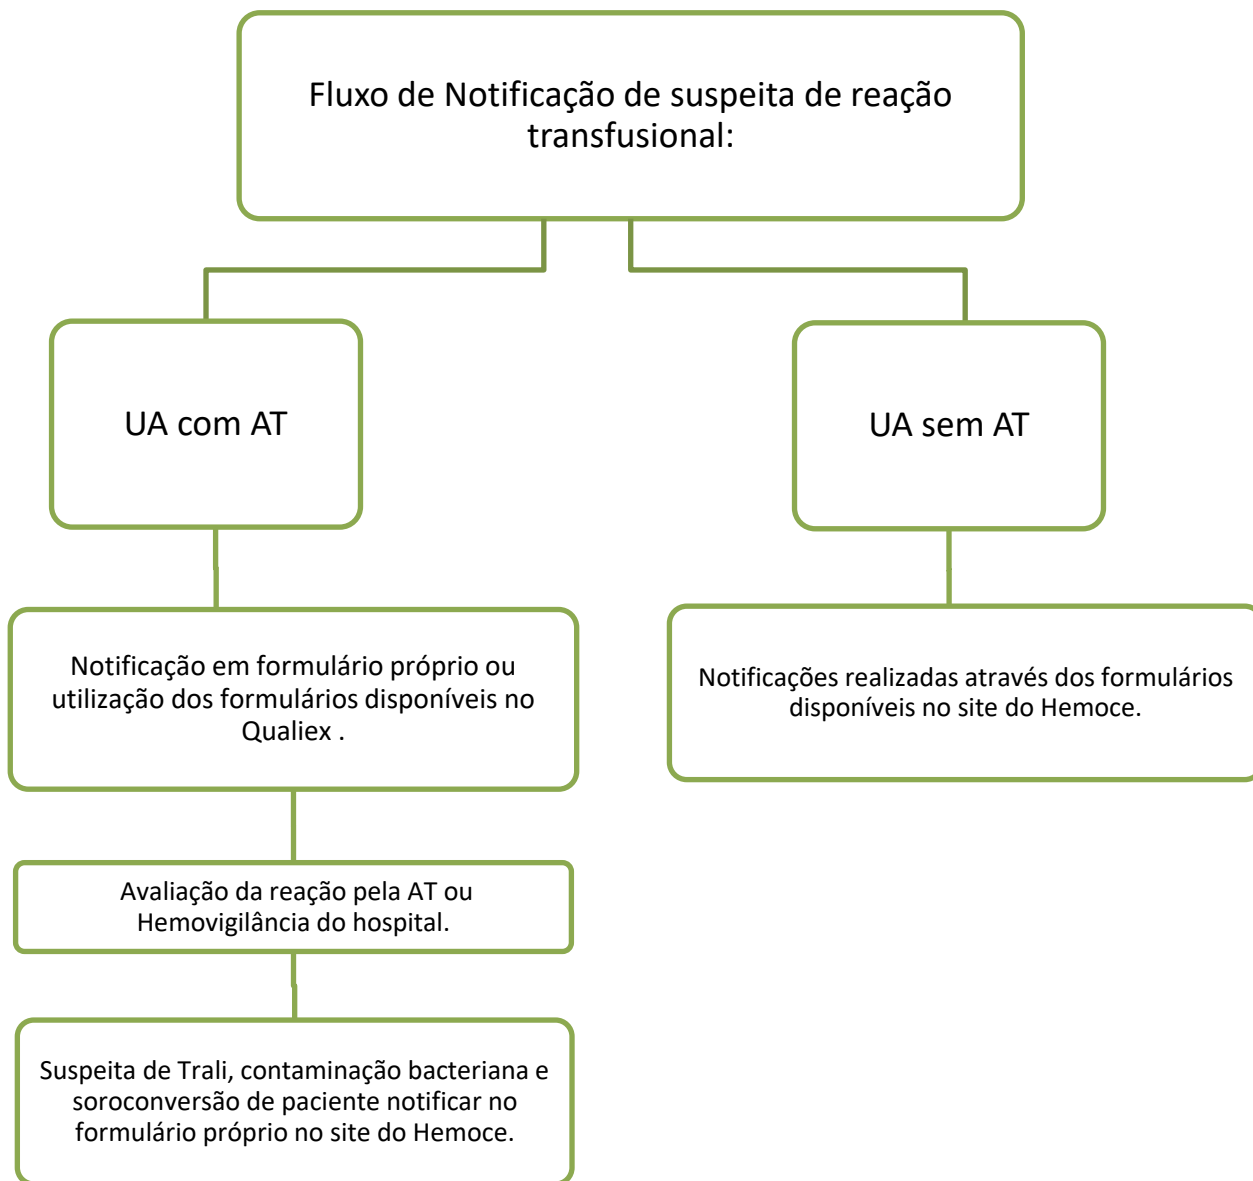 Fluxo de Notificação de suspeita de reação
transfusional:
UA com AT
UA sem AT
Notificação em formulário próprio ou
utilização dos formulários disponíveis no
Qualiex .
Notificações realizadas através dos formulários
disponíveis no site do Hemoce.
Avaliação da reação pela AT ou
Hemovigilância do hospital.
Suspeita de Trali, contaminação bacteriana e
soroconversão de paciente notificar no
formulário próprio no site do Hemoce.